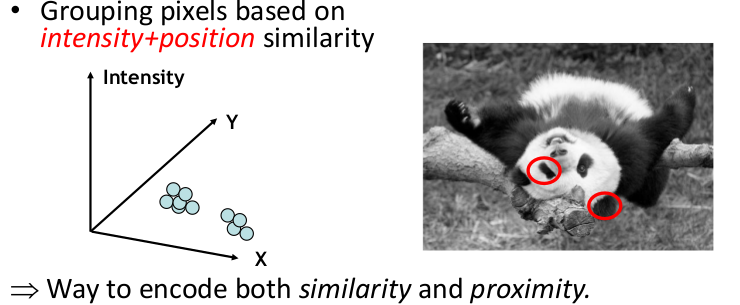 • Grouping pixels based on
intensity+position similarity
Intensity
Y
X
⇒ Way to encode both similarity and proximity.